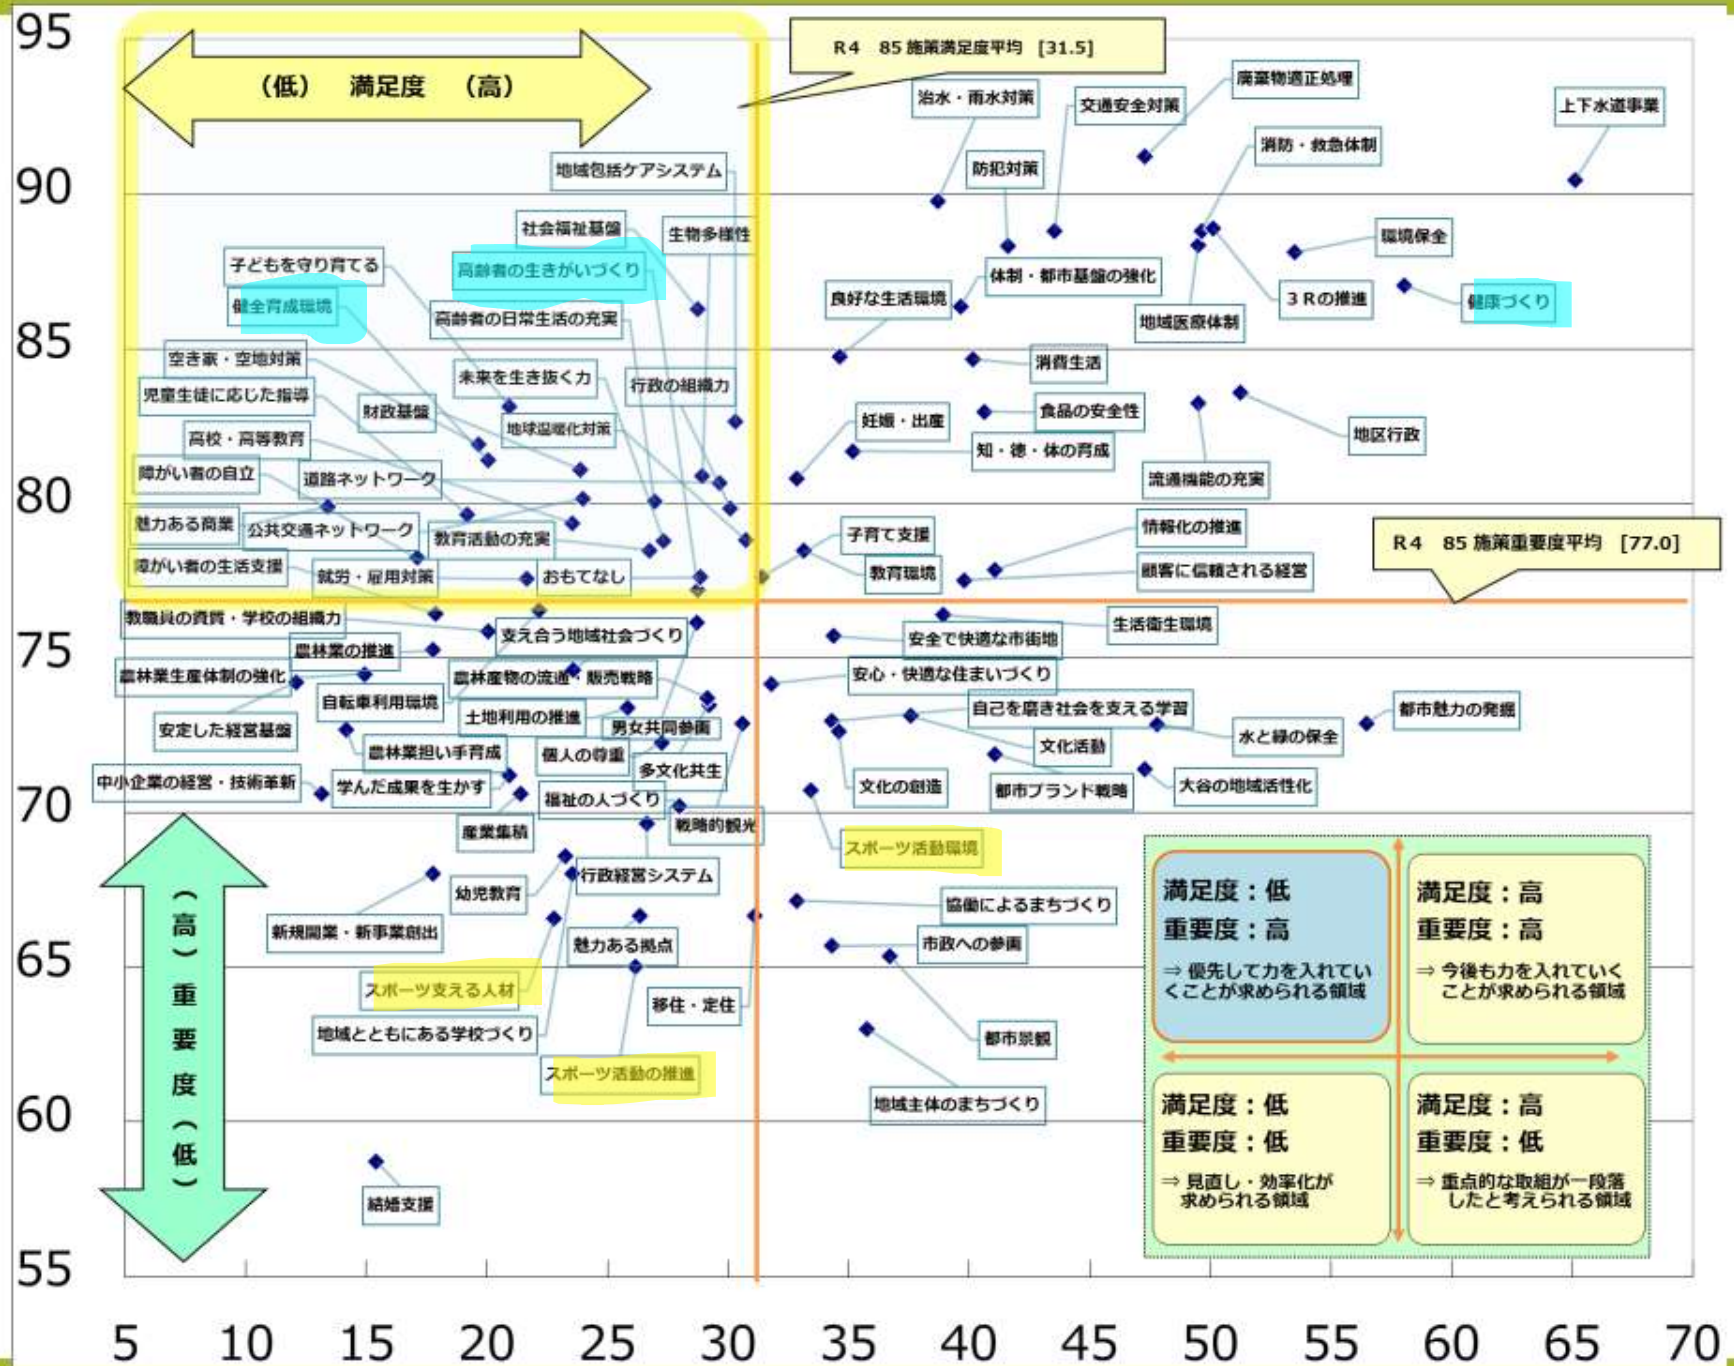 95
R4　85施策満足度平均　[31.5]
（低）　満足度　（高）
廃棄物適正処理
治水・雨水対策
交通安全対策
上下水道事業
消防・救急体制
防犯対策
地域包括ケアシステム
90
社会福祉基盤
生物多様性
環境保全
子どもを守り育てる
高齢者の生きがいづくり
体制・都市基盤の強化
健全育成環境
良好な生活環境
3Rの推進
健康づくり
高齢者の日常生活の充実
地域医療体制
85
空き家・空地対策
消費生活
未来を生き抜く力
行政の組織力
児童生徒に応じた指導
財政基盤
食品の安全性
妊娠・出産
地球温暖化対策
地区行政
高校・高等教育
知・徳・体の育成
障がい者の自立
道路ネットワーク
流通機能の充実
80
魅力ある商業
公共交通ネットワーク
教育活動の充実
子育て支援
情報化の推進
R4　85施策重要度平均　[77.0]
障がい者の生活支援
就労・雇用対策
おもてなし
教育環境
顧客に信頼される経営
教職員の資質・学校の組織力
支え合う地域社会づくり
安全で快適な市街地
生活衛生環境
75
農林業の推進
農林業生産体制の強化
農林産物の流通・販売戦略
安心・快適な住まいづくり
自転車利用環境
土地利用の推進
自己を磨き社会を支える学習
都市魅力の発掘
安定した経営基盤
男女共同参画
水と緑の保全
農林業担い手育成
個人の尊重
文化活動
多文化共生
中小企業の経営・技術革新
学んだ成果を生かす
福祉の人づくり
文化の創造
都市ブランド戦略
大谷の地域活性化
70
産業集積
戦略的観光
スポーツ活動環境
幼児教育
行政経営システム
協働によるまちづくり
新規開業・新事業創出
魅力ある拠点
市政への参画
65
スポーツ支える人材
移住・定住
地域とともにある学校づくり
都市景観
スポーツ活動の推進
地域主体のまちづくり
60
結婚支援
55
（高）重要度（低）
満足度：低
重要度：高
⇒ 優先して力を入れてい
くことが求められる領域
満足度：高
重要度：高
⇒ 今後も力を入れていく
ことが求められる領域
満足度：低
重要度：低
⇒ 見直し・効率化が
求められる領域
満足度：高
重要度：低
⇒ 重点的な取組が一段落
したと考えられる領域
5 10 15 20 25 30 35 40 45 50 55 60 65 70